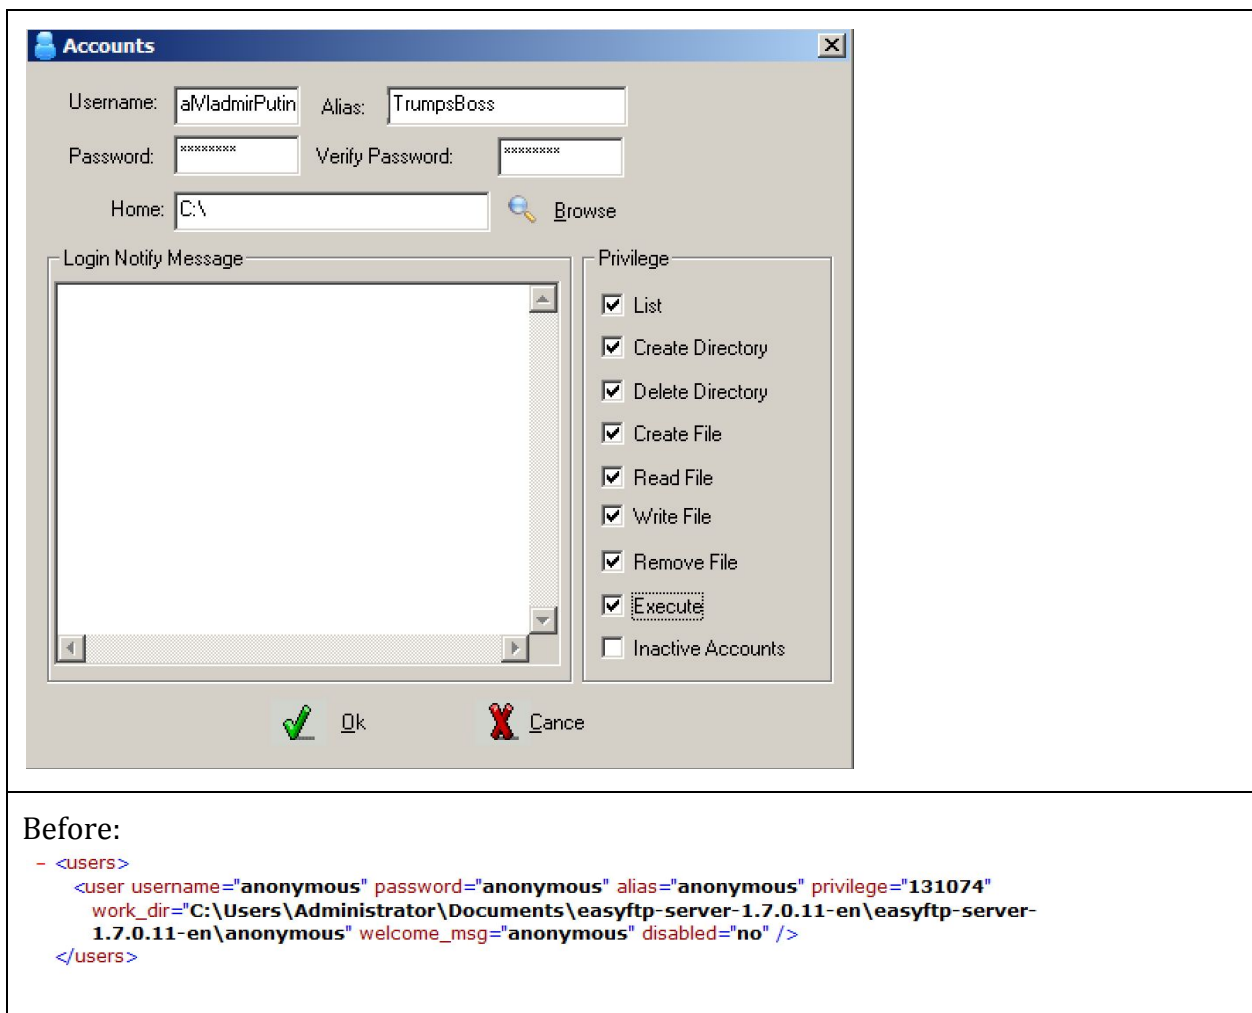 Accounts
Username: alVladmirPutin Alias: TrumpsBoss
Password: ******** Verify Password: ********
Home: C:\ Browse
Login Notify Message
Privilege
List
Create Directory
Delete Directory
Create File
Read File
Write File
Remove File
Execute
Inactive Accounts
Ok Cance
Before:
- <users>
<user username="anonymous" password="anonymous" alias="anonymous" privilege="131074"
work_dir="C:\Users\Administrator\Documents\easyftp-server-1.7.0.11-en\easyftp-server-
1.7.0.11-en\anonymous" welcome_msg="anonymous" disabled="no" />
</users>